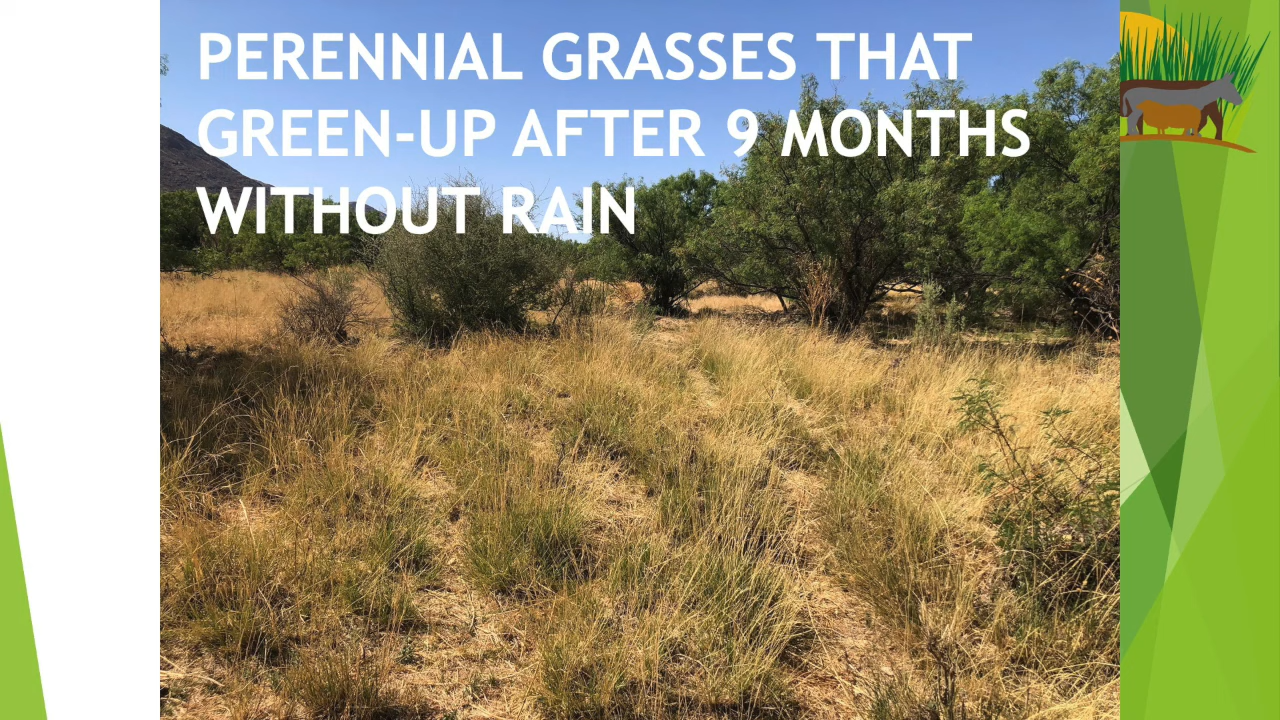 PERENNIAL GRASSES THAT
GREEN-UP AFTER 9 MONTHS
WITHOUT RAIN